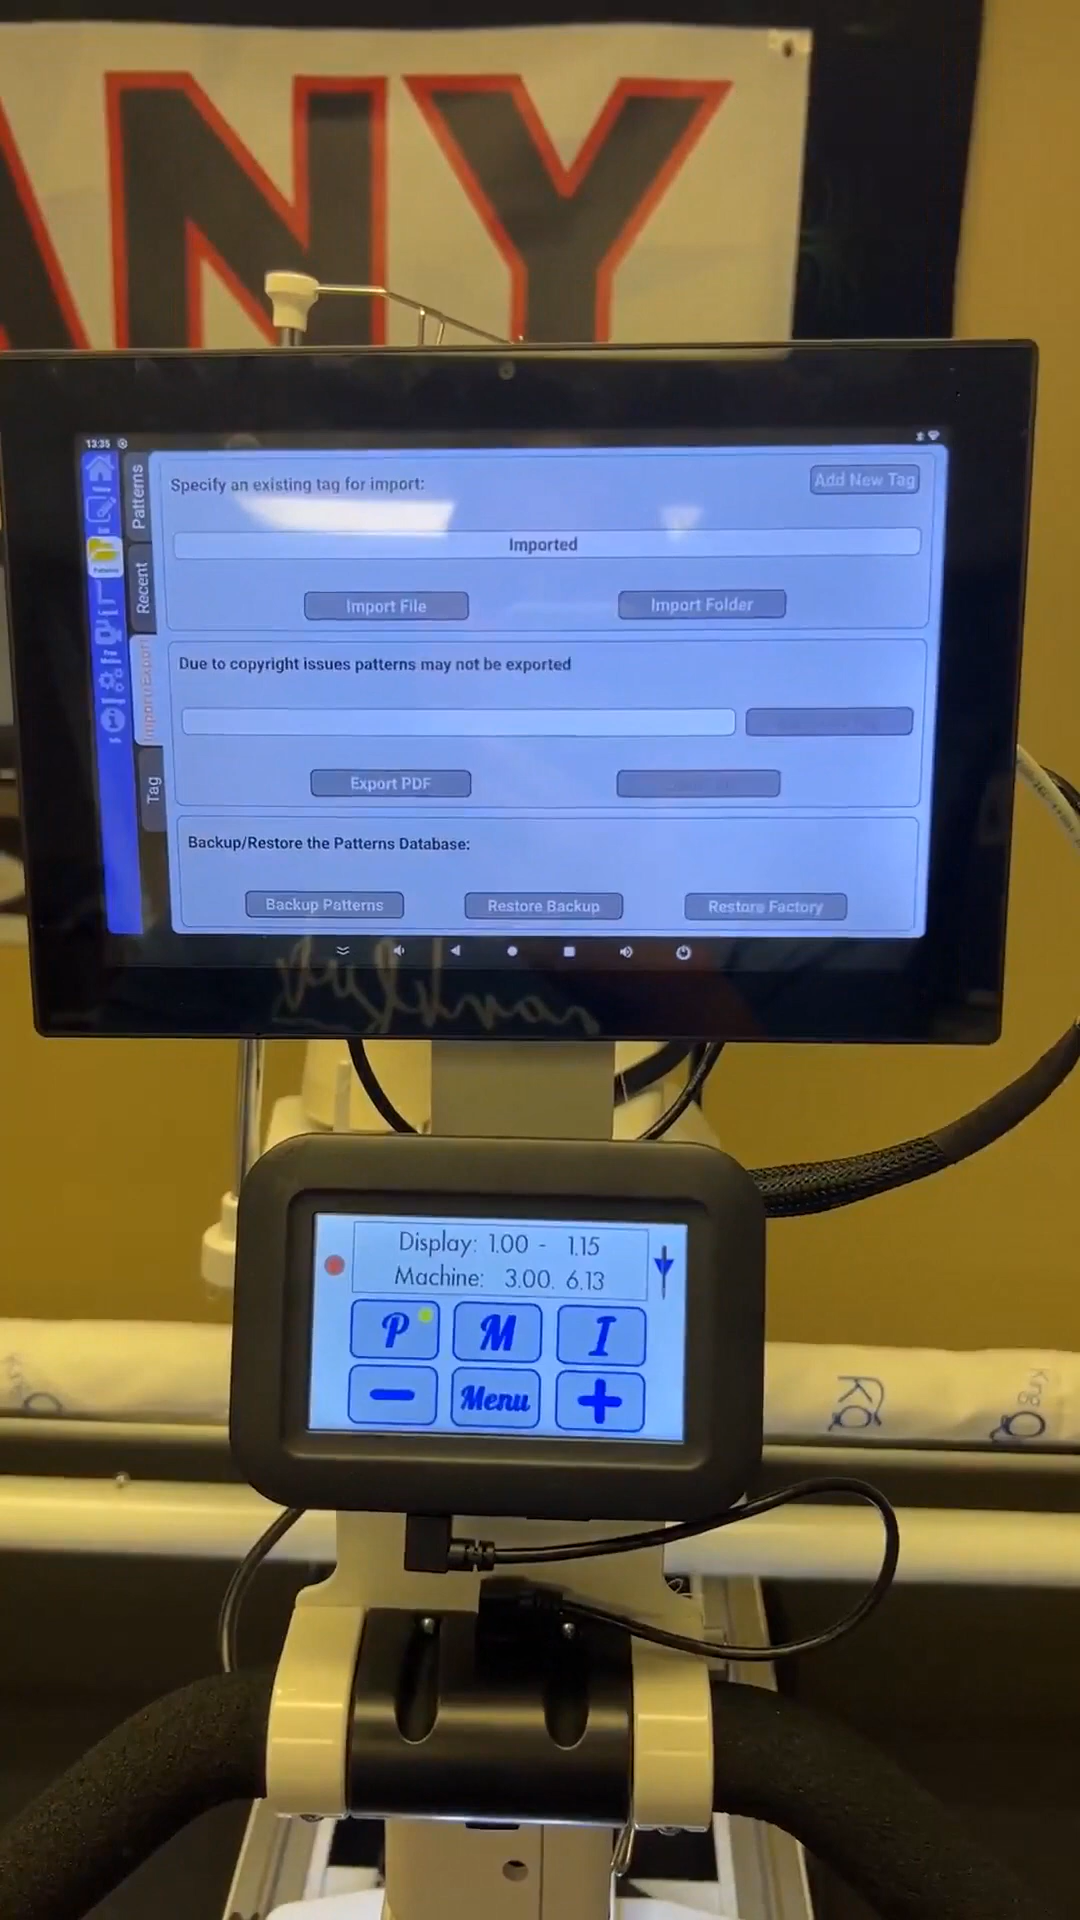 ANY
13:35
Patterns
Recent
Import/Export
Tag
Specify an existing tag for import:
Add New Tag
Imported
Import File
Import Folder
Due to copyright issues patterns may not be exported
Export PDF
Backup/Restore the Patterns Database:
Backup Patterns
Restore Backup
Restore Factory
Display: 1.00 - 1.15
Machine: 3.00. 6.13
P
M
I
Menu